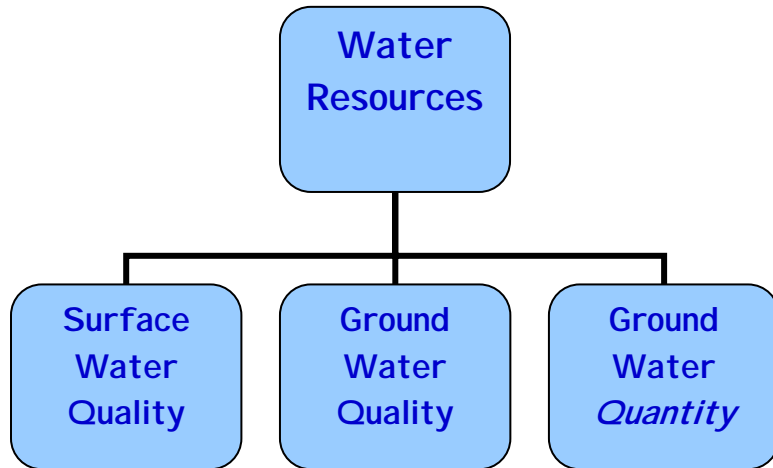 Water
Resources
Surface
Water
Quality
Ground
Water
Quality
Ground
Water
Quantity